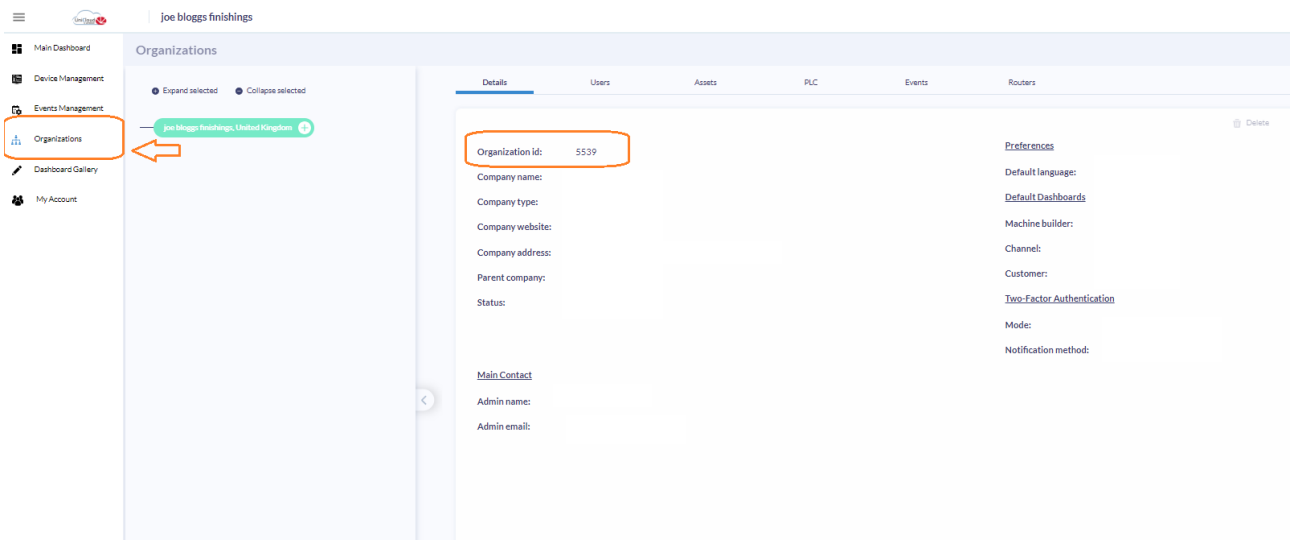 UniCloud
joe bloggs finishings
Main Dashboard
Device Management
Events Management
Organizations
Dashboard Gallery
My Account
Organizations
Expand selected
Collapse selected
joe bloggs finishings, United Kingdom
Details
Users
Assets
PLC
Events
Routers
Delete
Organization id: 5539
Company name:
Company type:
Company website:
Company address:
Parent company:
Status:
Main Contact
Admin name:
Admin email:
Preferences
Default language:
Default Dashboards
Machine builder:
Channel:
Customer:
Two-Factor Authentication
Mode:
Notification method: